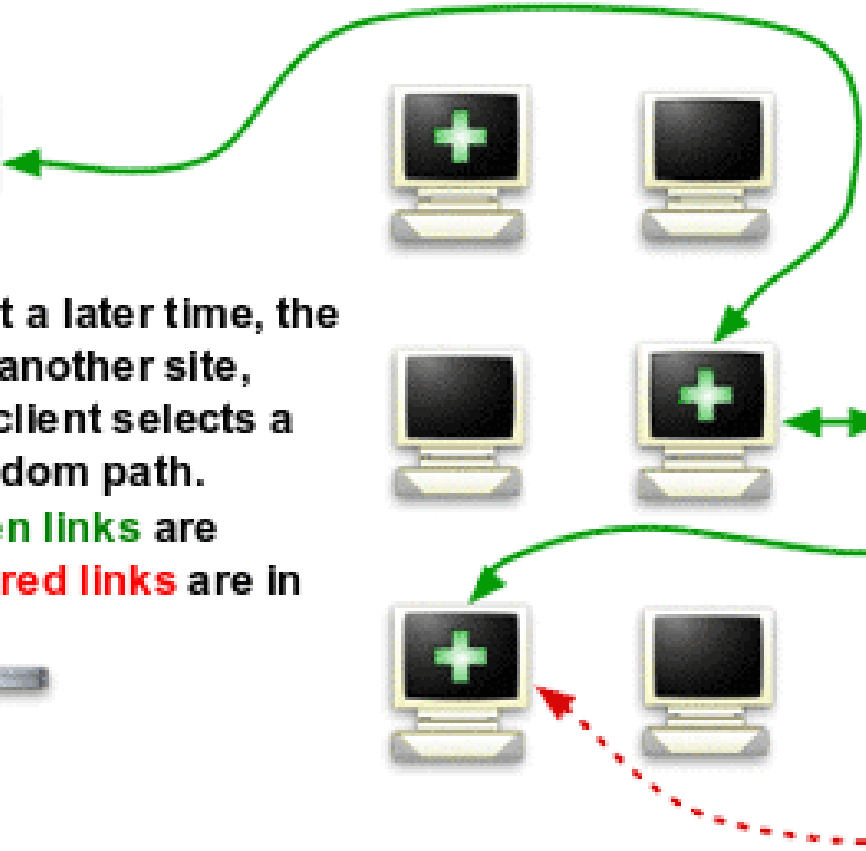 t a later time, the
another site,
client selects a
dom path.
en links are
red links are in